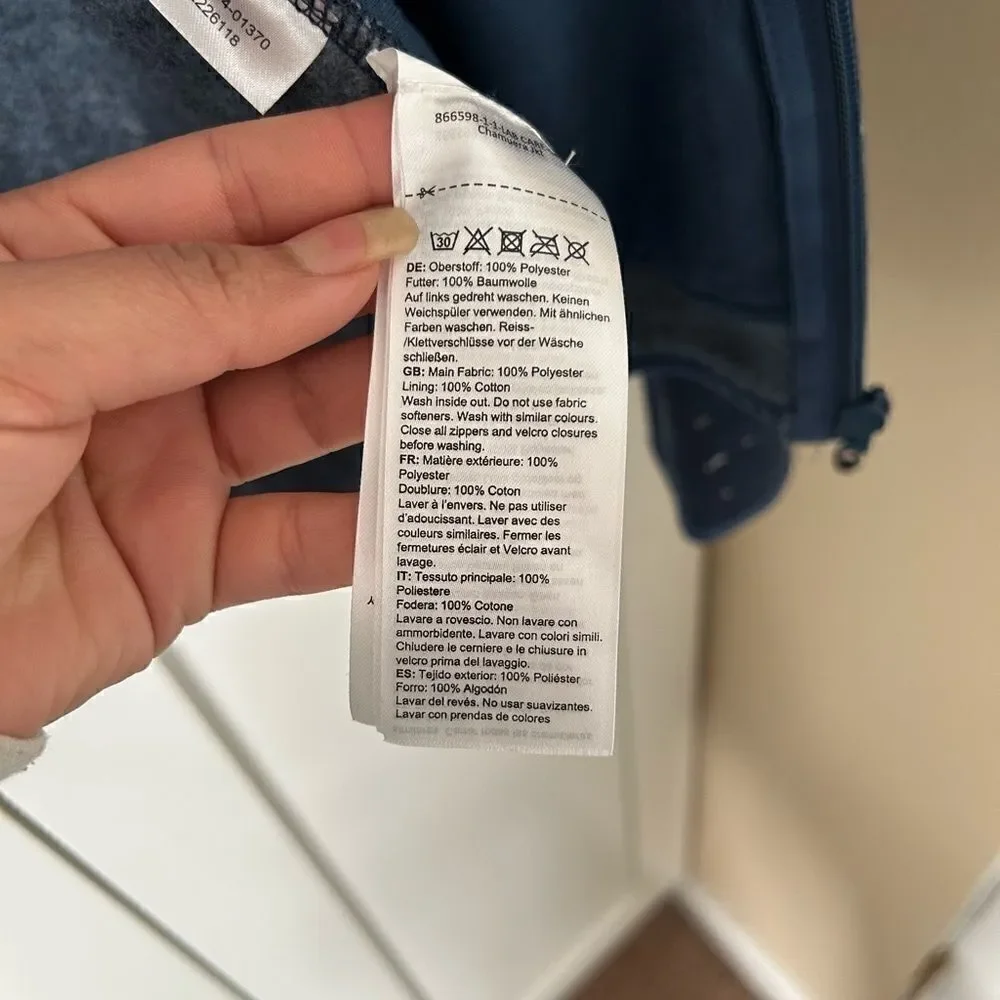 4-01370
226118
866598-1-1-LAB CARE
Chamuera Jkt
30
DE: Oberstoff: 100% Polyester
Futter: 100% Baumwolle
Auf links gedreht waschen. Keinen
Weichspüler verwenden. Mit ähnlichen
Farben waschen. Reiss-
/Klettverschlüsse vor der Wäsche
schließen.
GB: Main Fabric: 100% Polyester
Lining: 100% Cotton
Wash inside out. Do not use fabric
softeners. Wash with similar colours.
Close all zippers and velcro closures
before washing.
FR: Matière extérieure: 100%
Polyester
Doublure: 100% Coton
Laver à l'envers. Ne pas utiliser
d'adoucissant. Laver avec des
couleurs similaires. Fermer les
fermetures éclair et Velcro avant
lavage.
IT: Tessuto principale: 100%
Poliestere
Fodera: 100% Cotone
Lavare a rovescio. Non lavare con
ammorbidente. Lavare con colori simili.
Chiudere le cerniere e le chiusure in
velcro prima del lavaggio.
ES: Tejido exterior: 100% Poliéster
Forro: 100% Algodón
Lavar del revés. No usar suavizantes.
Lavar con prendas de colores